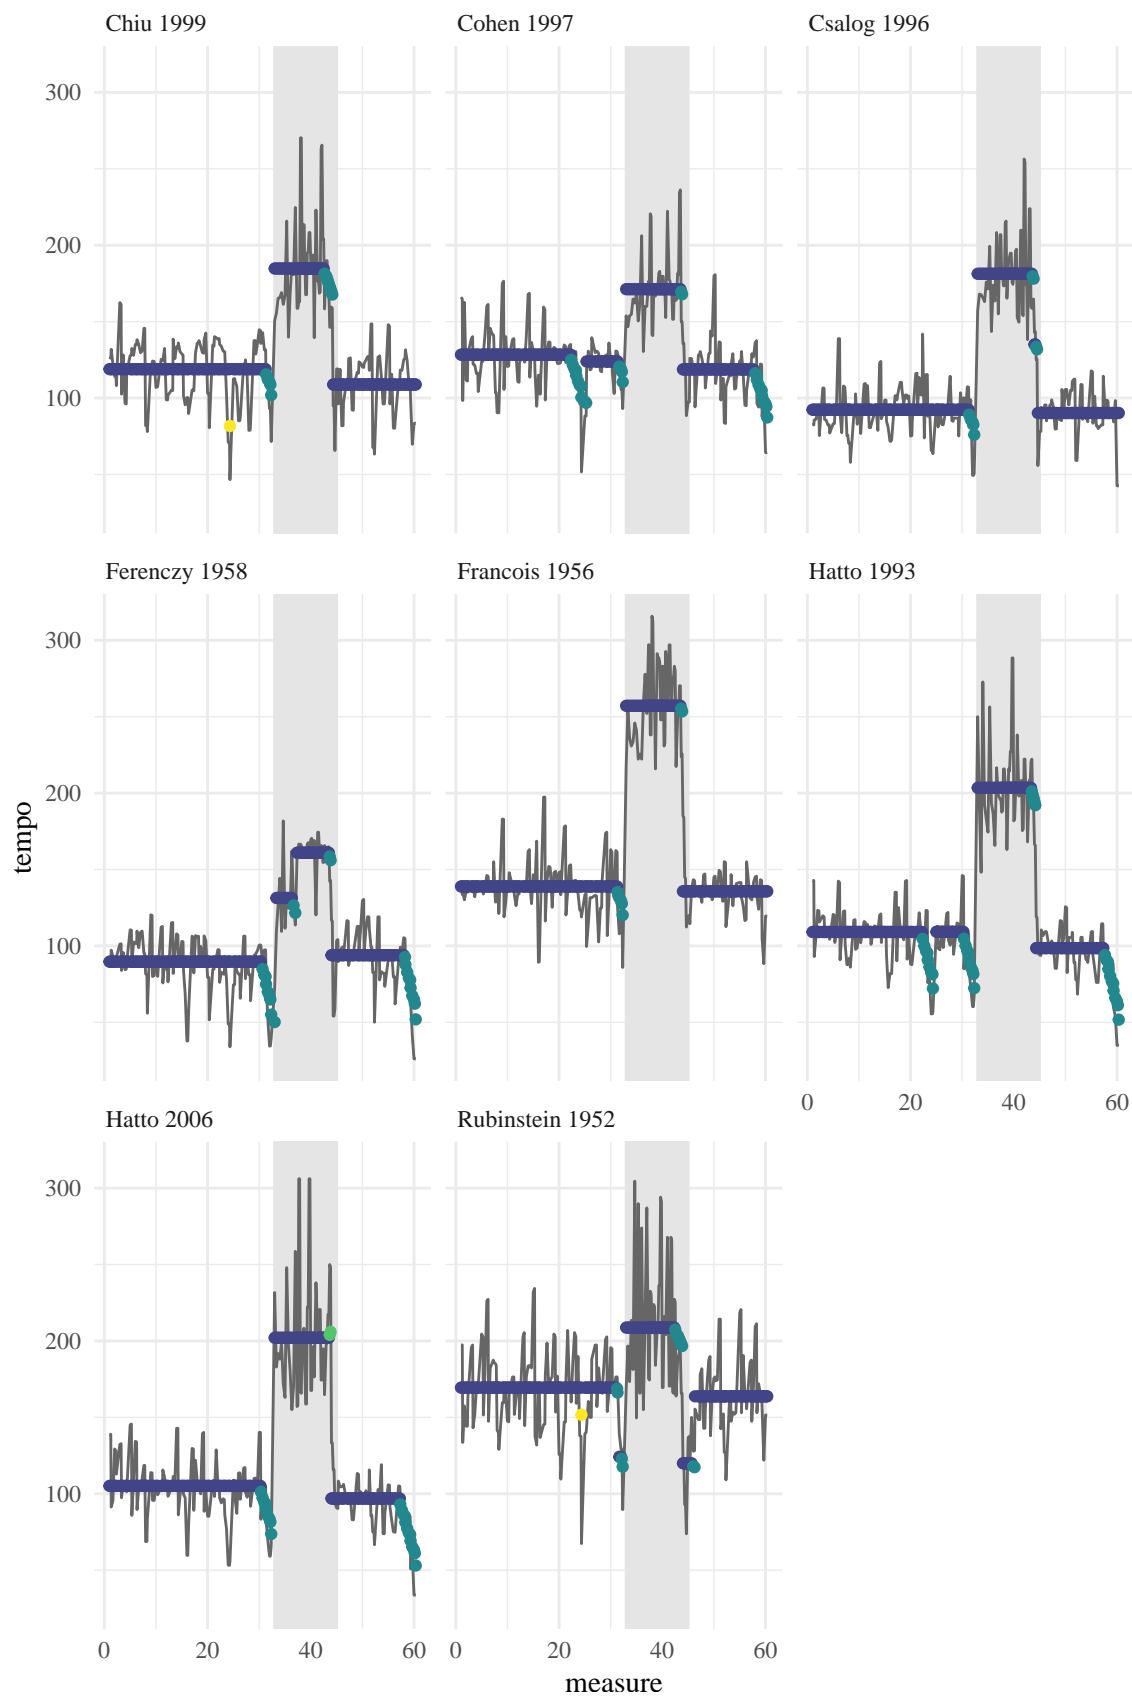 Chiu 1999 Cohen 1997 Csalog 1996
300
200
100
Ferenczy 1958 Francois 1956 Hatto 1993
300
200
100
tempo
0 20 40 60
Hatto 2006 Rubinstein 1952
300
200
100
0 20 40 60 0 20 40 60
measure